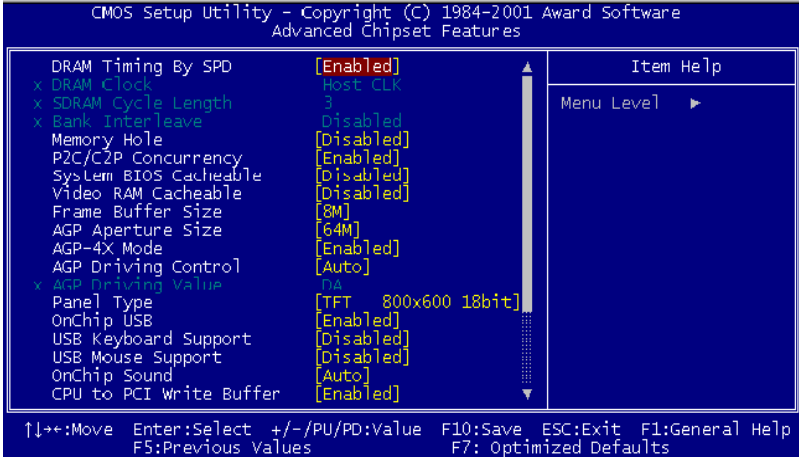 CMOS Setup Utility – Copyright (C) 1984-2001 Award Software
Advanced Chipset Features
DRAM Timing By SPD [Enabled]
x DRAM Clock Host CLK
x SDRAM Cycle Length 3
x Bank Interleave Disabled
Memory Hole [Disabled]
P2C/C2P Concurrency [Enabled]
System BIOS Cacheable [Disabled]
Video RAM Cacheable [Disabled]
Frame Buffer Size [8M]
AGP Aperture Size [64M]
AGP-4X Mode [Enabled]
AGP Driving Control [Auto]
x AGP Driving Value DA
Panel Type [TFT 800x600 18bit]
OnChip USB [Enabled]
USB Keyboard Support [Disabled]
USB Mouse Support [Disabled]
OnChip Sound [Auto]
CPU to PCI Write Buffer [Enabled]
Item Help
Menu Level ►
↑↓→←:Move Enter:Select +/-/PU/PD:Value F10:Save ESC:Exit F1:General Help
F5:Previous Values F7: Optimized Defaults